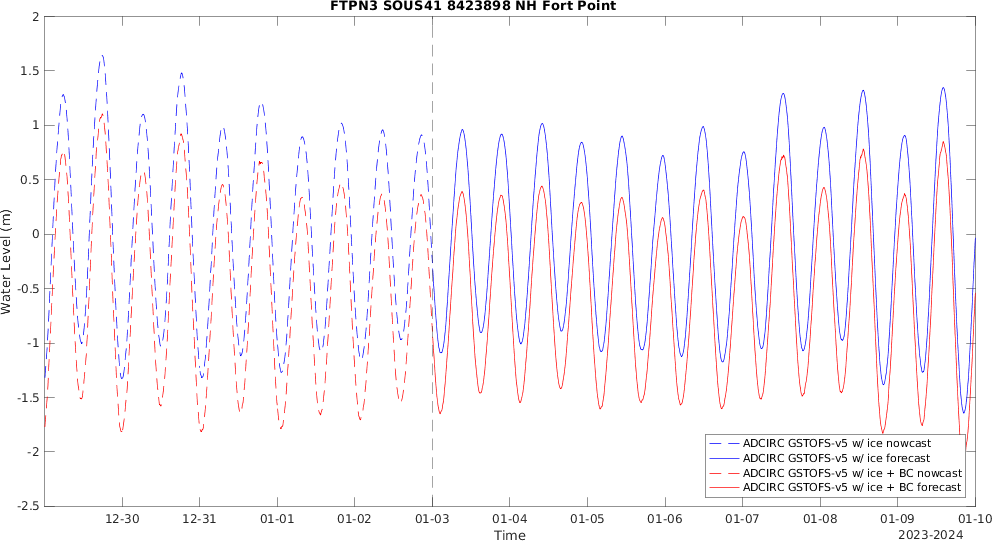 FTPN3 SOUS41 8423898 NH Fort Point
2
1.5
1
0.5
0
-0.5
-1
-1.5
-2
-2.5
Water Level (m)
ADCIRC GSTOFS-v5 w/ ice nowcast
ADCIRC GSTOFS-v5 w/ ice forecast
ADCIRC GSTOFS-v5 w/ ice + BC nowcast
ADCIRC GSTOFS-v5 w/ ice + BC forecast
12-30 12-31 01-01 01-02 01-03 01-04 01-05 01-06 01-07 01-08 01-09 01-10
Time
2023-2024